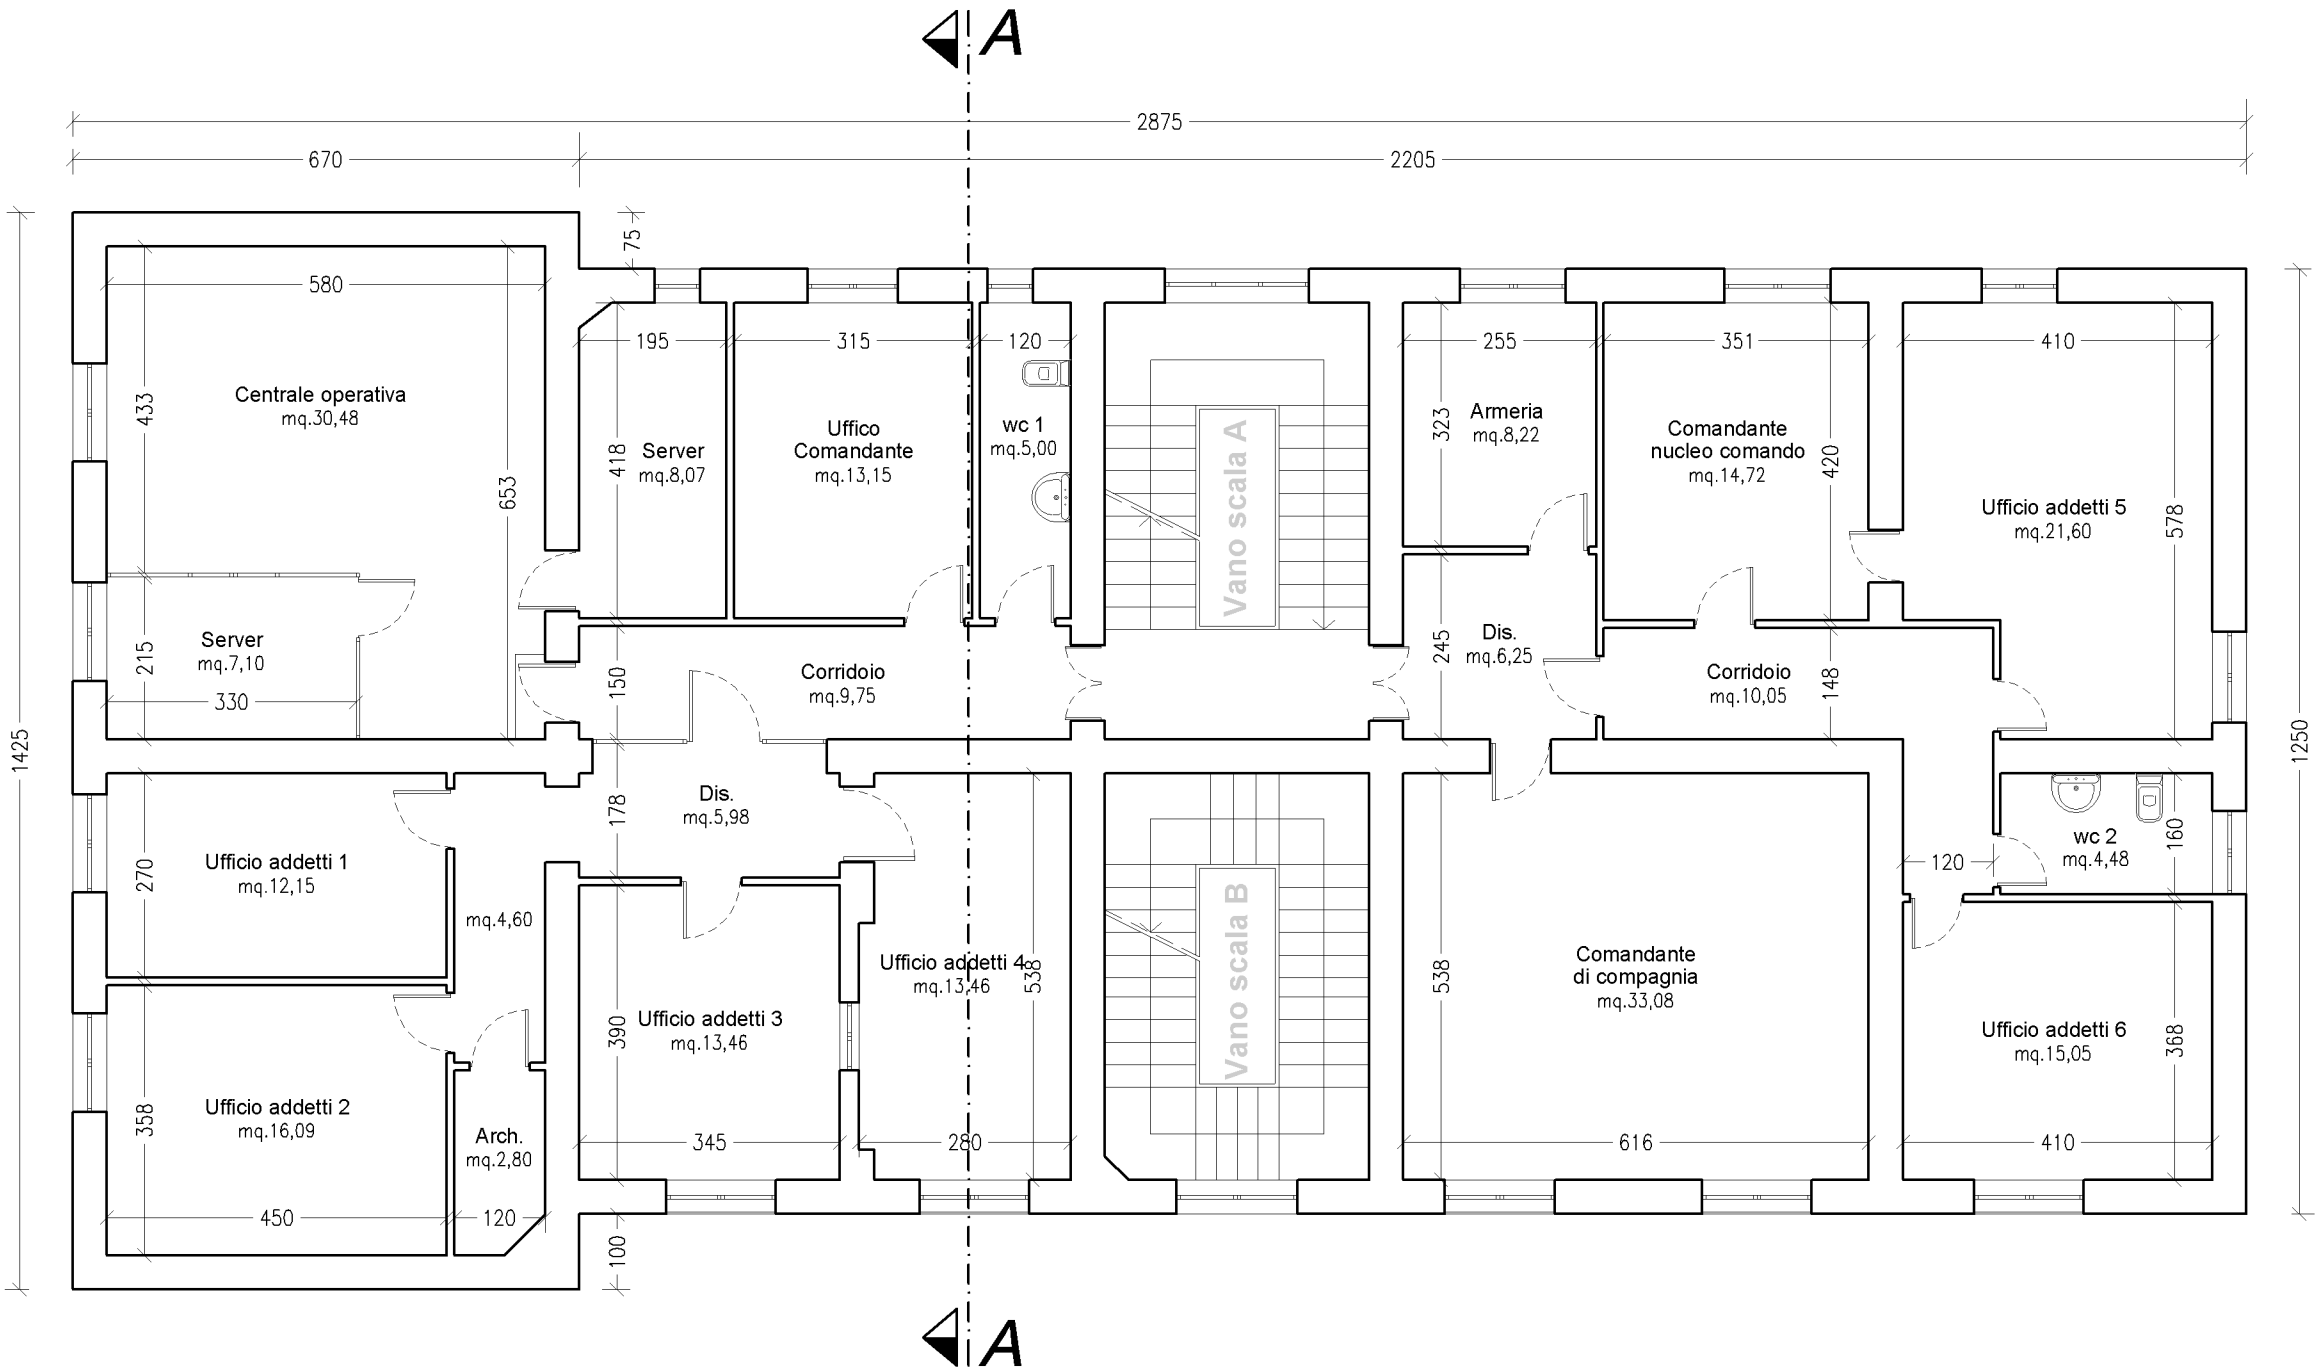 A
2875
670
2205
75
580
195
315
120
255
351
410
433
Centrale operativa
mq.30,48
653
418
Server
mq.8,07
Uffico
Comandante
mq.13,15
wc 1
mq.5,00
Vano scala A
323
Armeria
mq.8,22
Comandante
nucleo comando
mq.14,72
420
Ufficio addetti 5
mq.21,60
578
1425
1250
215
Server
mq.7,10
330
150
Corridoio
mq.9,75
245
Dis.
mq.6,25
Corridoio
mq.10,05
148
178
Dis.
mq.5,98
270
Ufficio addetti 1
mq.12,15
mq.4,60
120
wc 2
mq.4,48
160
Ufficio addetti 4
mq.13,46
538
Vano scala B
538
Comandante
di compagnia
mq.33,08
390
Ufficio addetti 3
mq.13,46
Ufficio addetti 6
mq.15,05
368
358
Ufficio addetti 2
mq.16,09
Arch.
mq.2,80
345
280
616
410
450
120
100
A